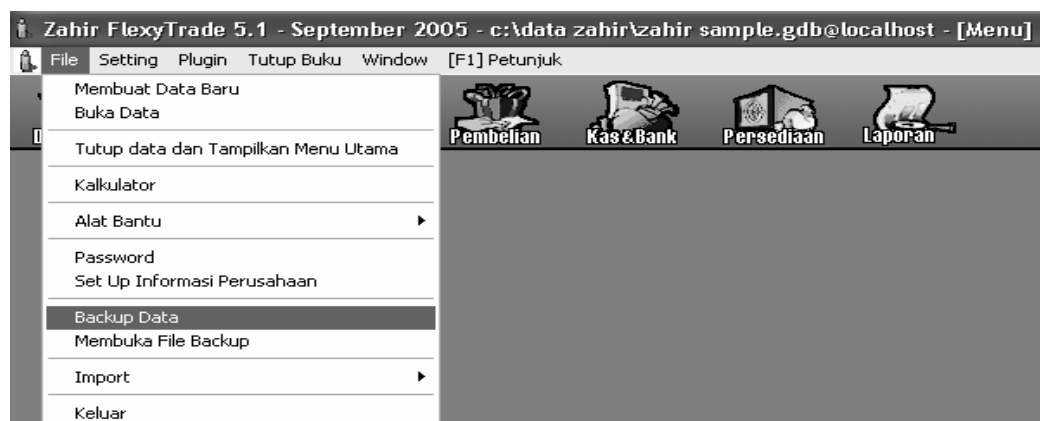 Zahir FlexyTrade 5.1 - September 2005 - c:\data zahir\zahir sample.gdb@localhost - [Menu]
File Setting Plugin Tutup Buku Window [F1] Petunjuk
Pembelian Kas&Bank Persediaan Laporan
Membuat Data Baru
Buka Data
Tutup data dan Tampilkan Menu Utama
Kalkulator
Alat Bantu
Password
Set Up Informasi Perusahaan
Backup Data
Membuka File Backup
Import
Keluar